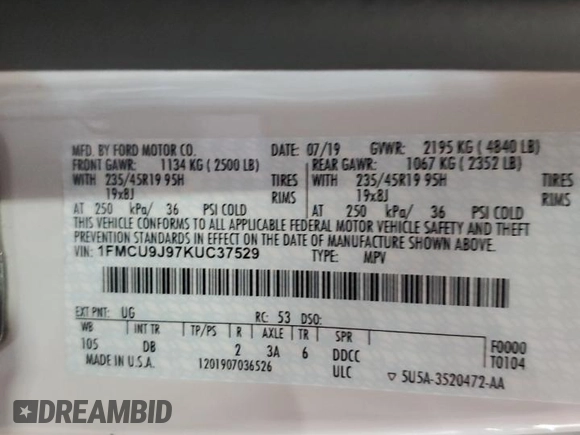 MFD. BY FORD MOTOR CO. DATE: 07/19 GVWR: 2195 KG ( 4840 LB)
FRONT GAWR: 1134 KG ( 2500 LB) REAR GAWR: 1067 KG ( 2352 LB)
WITH 235/45R19 95H TIRES WITH 235/45R19 95H TIRES
19x8J RIMS 19x8J RIMS
AT 250 kPa/ 36 PSI COLD AT 250 kPa/ 36 PSI COLD
THIS VEHICLE CONFORMS TO ALL APPLICABLE FEDERAL MOTOR VEHICLE SAFETY AND THEFT
PREVENTION STANDARDS IN EFFECT ON THE DATE OF MANUFACTURE SHOWN ABOVE.
VIN: 1FMCU9J97KUC37529 TYPE: MPV
EXT PNT: UG RC: 53 DSO:
WB INT TR TP/PS R AXLE TR SPR F0000
105 DB 2 3A 6 DDCC T0104
MADE IN U.S.A. 1201907036526 ULC ▽ 5U5A-3520472-AA
DREAMBID